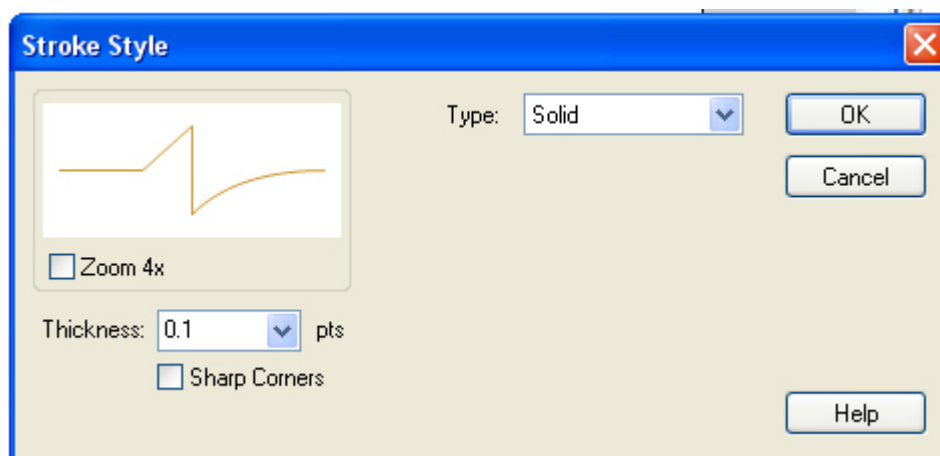 Stroke Style
Type: Solid OK
Cancel
Zoom 4x
Thickness: 0.1 pts
Sharp Corners
Help